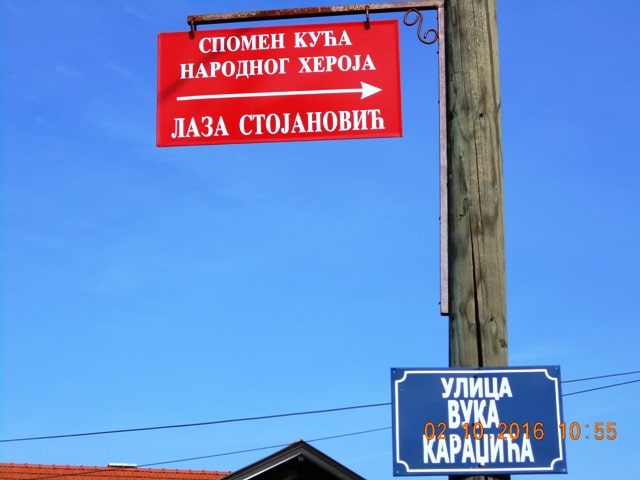 СПОМЕН КУЋА
НАРОДНОГ ХЕРОЈА
ЛАЗА СТОЈАНОВИЋ
УЛИЦА
ВУКА
КАРАЏИЋА
02 10 2016 10:55